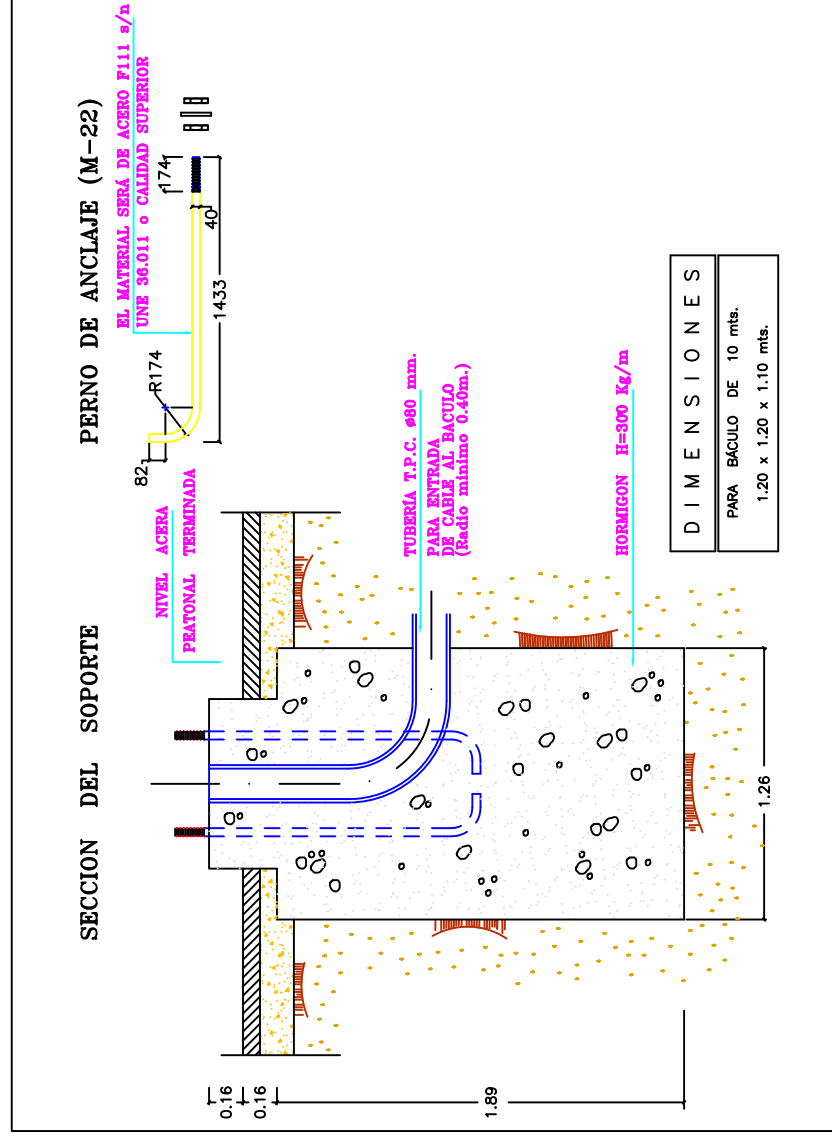 PERNO DE ANCLAJE (M-22)
EL MATERIAL SERÁ DE ACERO F111 s/n
UNE 36.011 o CALIDAD SUPERIOR
174
40
1433
R174
82
SECCION DEL SOPORTE
NIVEL ACERA
PEATONAL TERMINADA
TUBERÍA T.P.C. ø80 mm.
PARA ENTRADA
DE CABLE AL BACULO
(Radio minimo 0.40m.)
HORMIGON H=300 Kg/m
0.16
0.16
1.89
1.26
DIMENSIONES
PARA BÁCULO DE 10 mts.
1.20 x 1.20 x 1.10 mts.